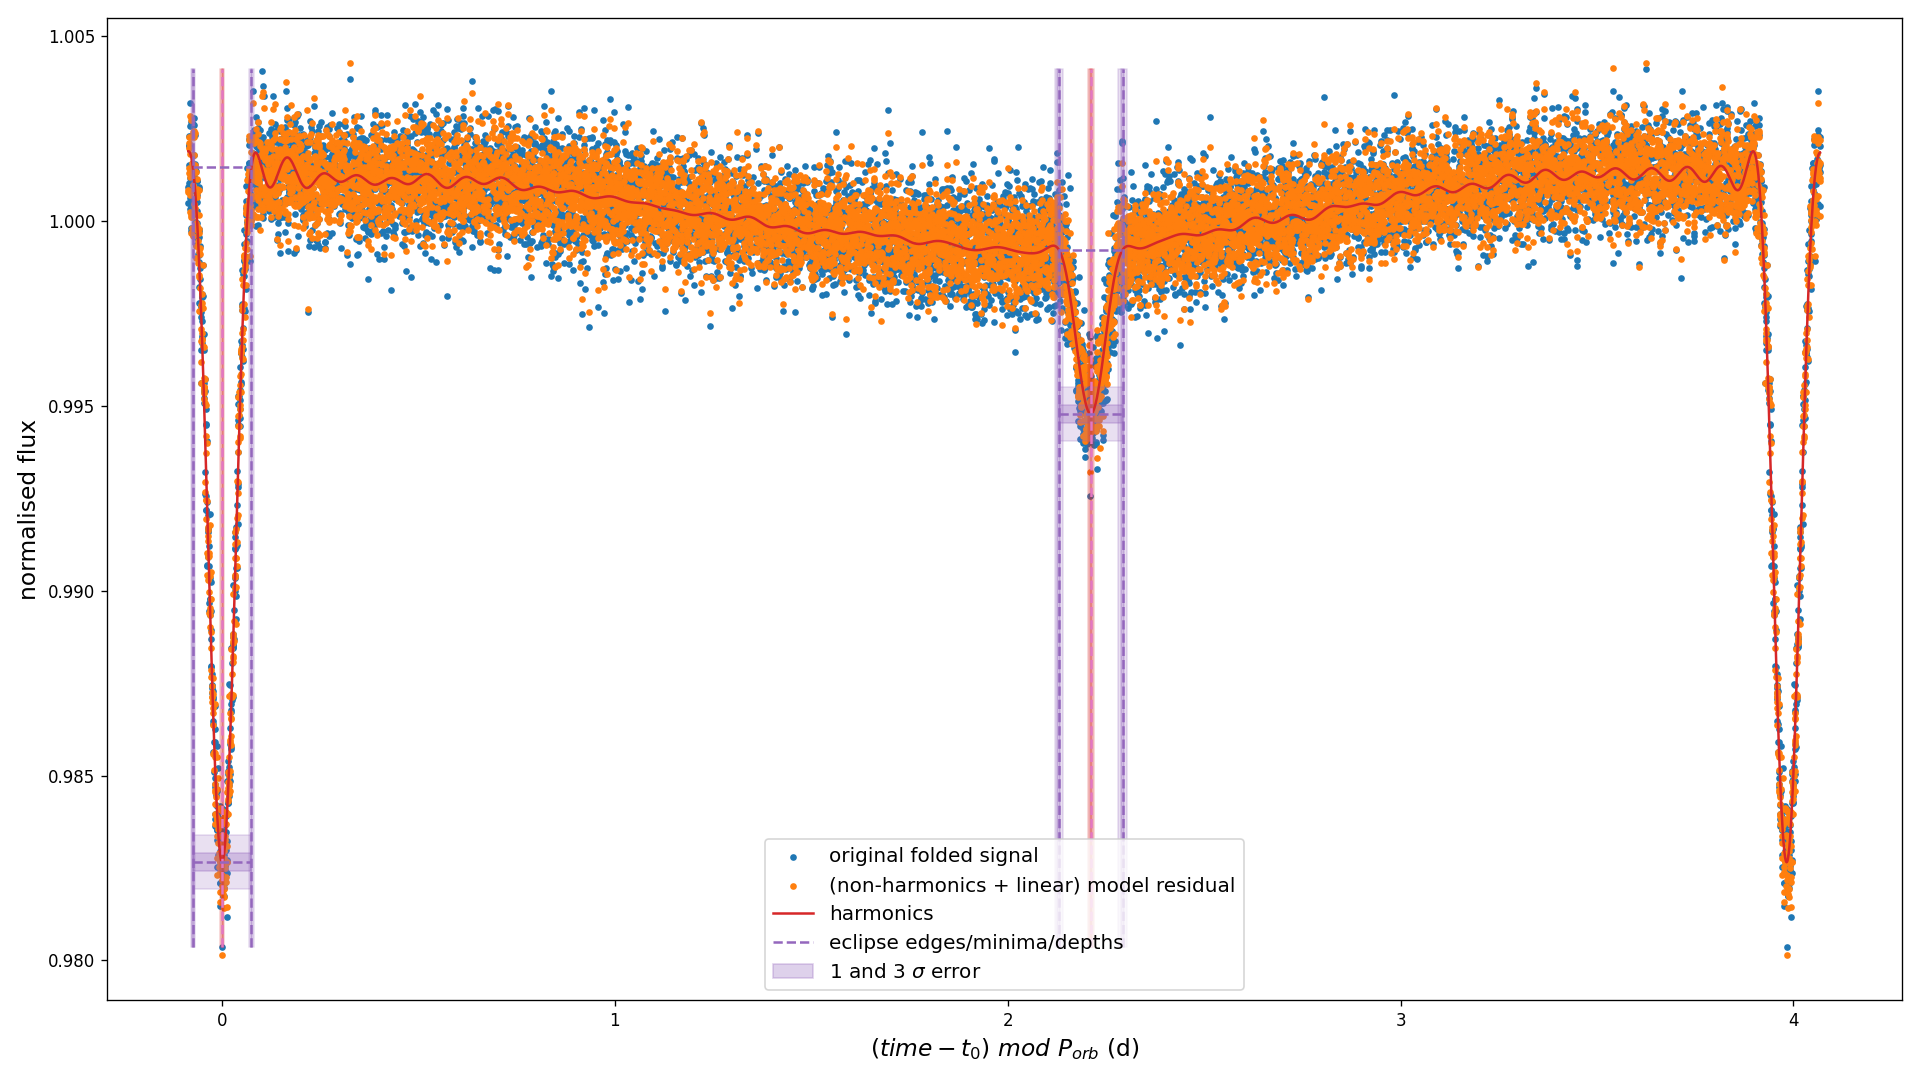 1.005
1.000
0.995
0.990
0.985
0.980
normalised flux
original folded signal
(non-harmonics + linear) model residual
harmonics
eclipse edges/minima/depths
1 and 3 σ error
0 1 2 3 4
(time − t₀) mod Pₒᵣb (d)